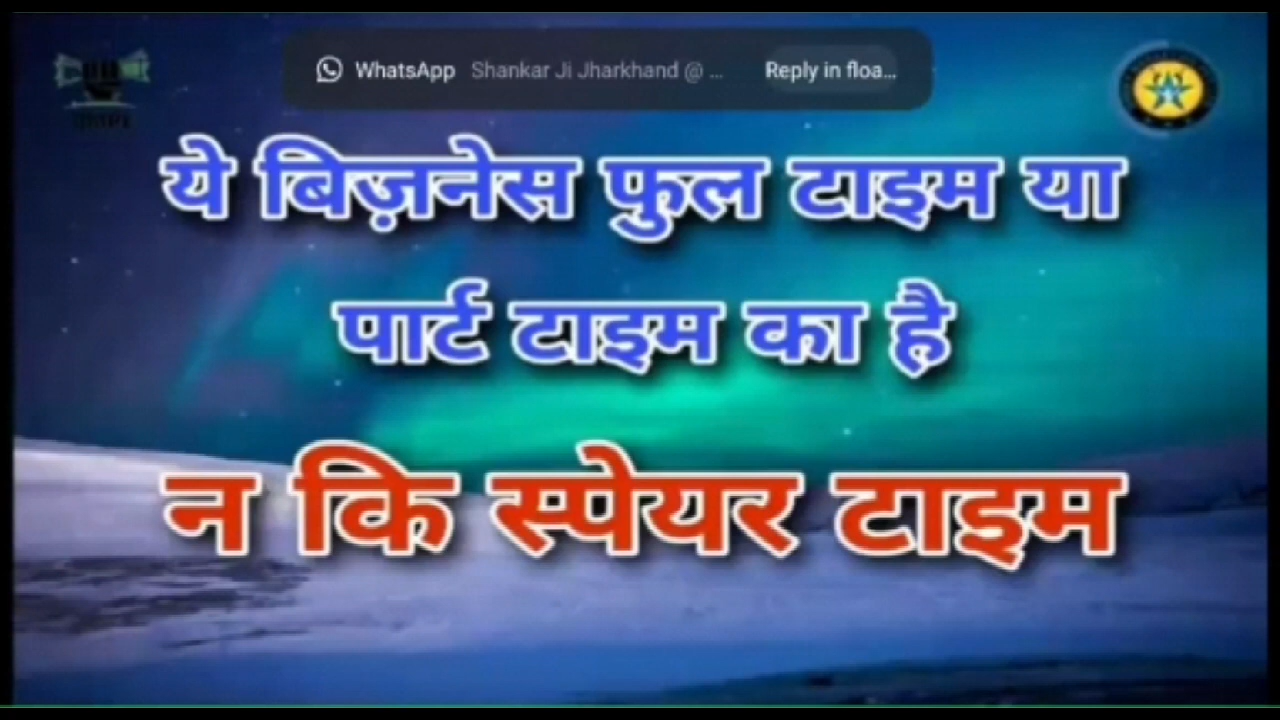 WhatsApp Shankar Ji Jharkhand @ ... Reply in floa...
ये बिज़नेस फुल टाइम या
पार्ट टाइम का है
न कि स्पेयर टाइम